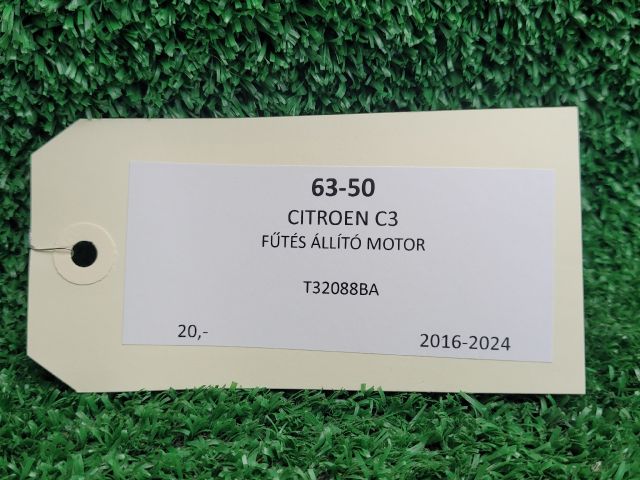 63-50
CITROEN C3
FŰTÉS ÁLLÍTÓ MOTOR
T32088BA
20,-
2016-2024